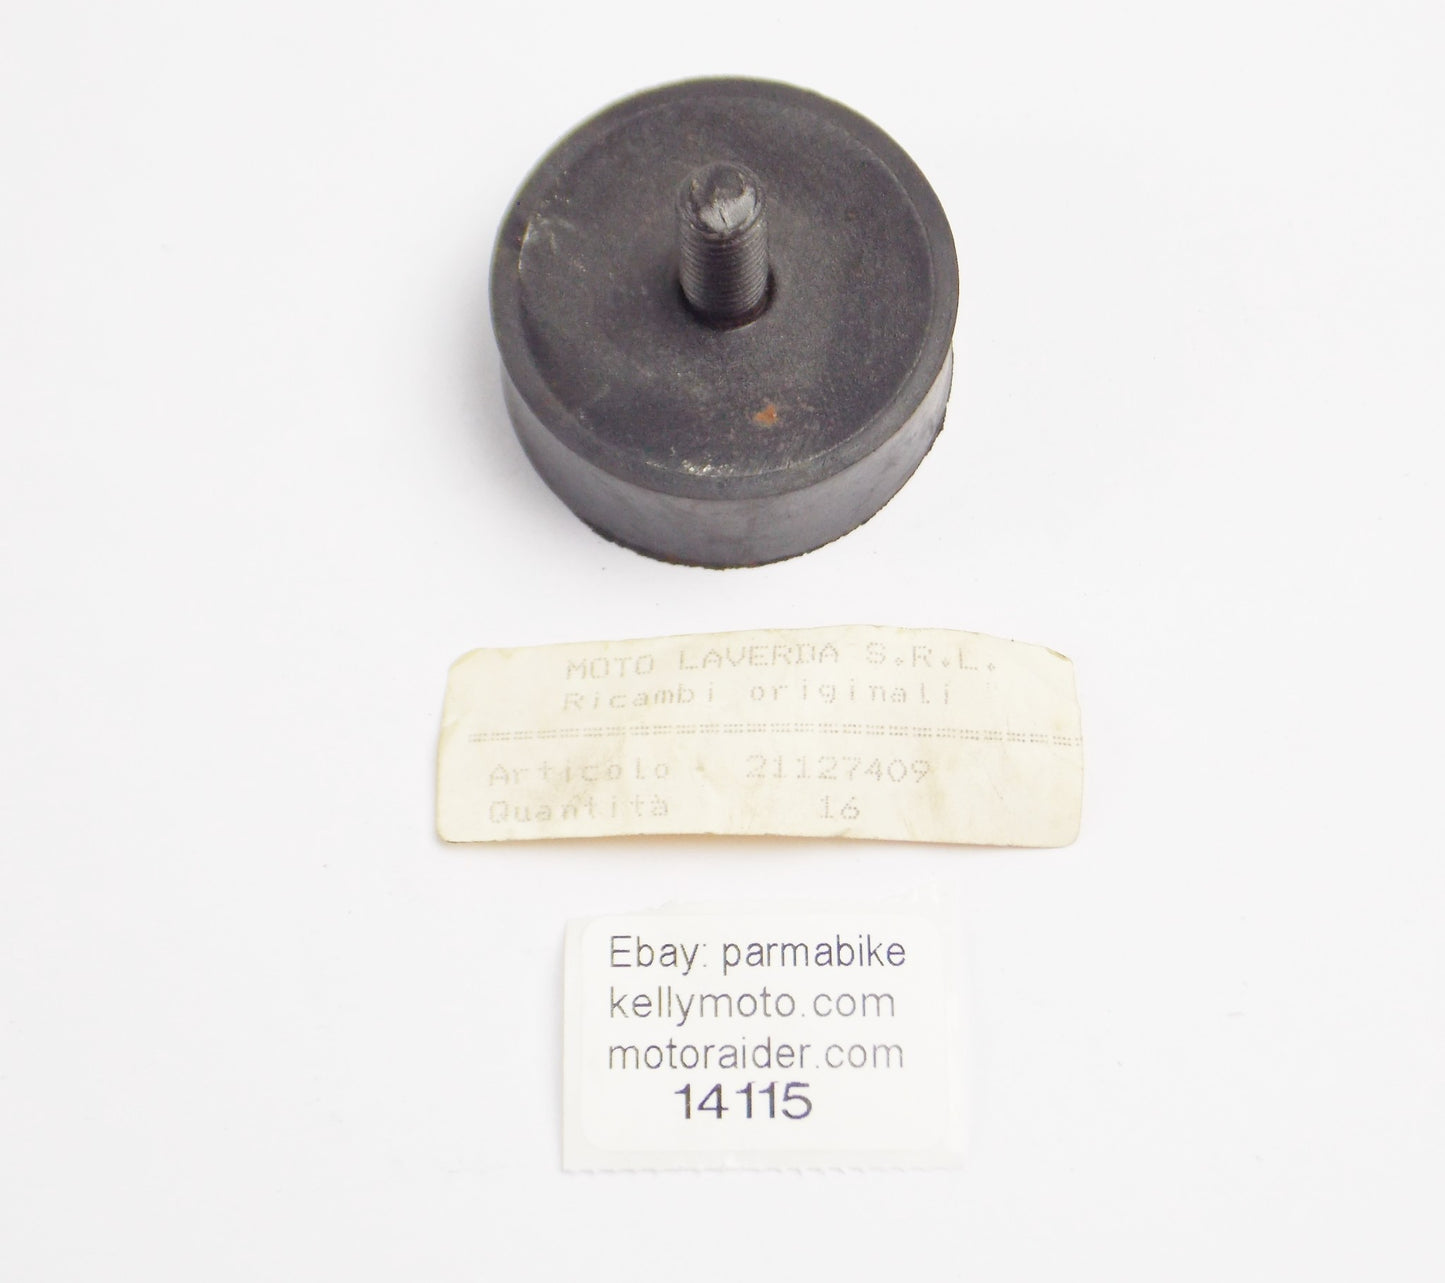 MOTO LAVERDA S.R.L.
Ricambi originali
==============================
Articolo - 21127409
Quantità 16
Ebay: parmabike
kellymoto.com
motoraider.com
14115